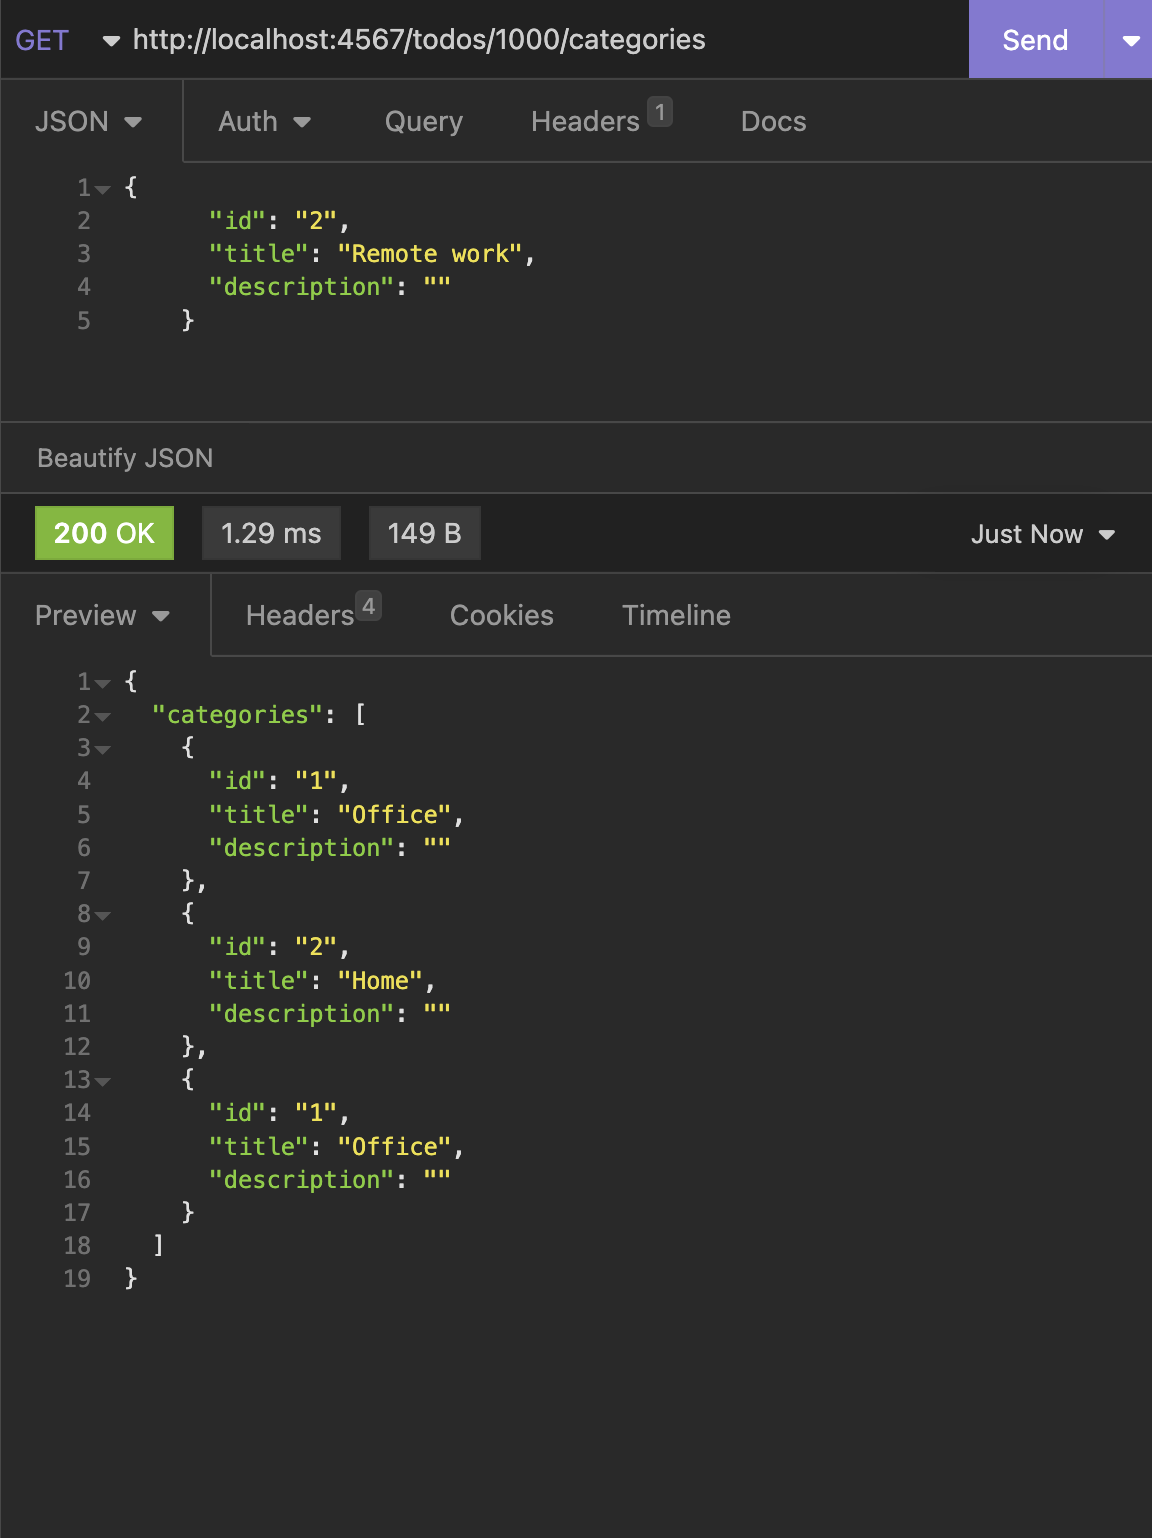 GET http://localhost:4567/todos/1000/categories Send
JSON Auth Query Headers 1 Docs
1 {
2 "id": "2",
3 "title": "Remote work",
4 "description": ""
5 }
Beautify JSON
200 OK 1.29 ms 149 B Just Now
Preview Headers 4 Cookies Timeline
1 {
2 "categories": [
3 {
4 "id": "1",
5 "title": "Office",
6 "description": ""
7 },
8 {
9 "id": "2",
10 "title": "Home",
11 "description": ""
12 },
13 {
14 "id": "1",
15 "title": "Office",
16 "description": ""
17 }
18 ]
19 }